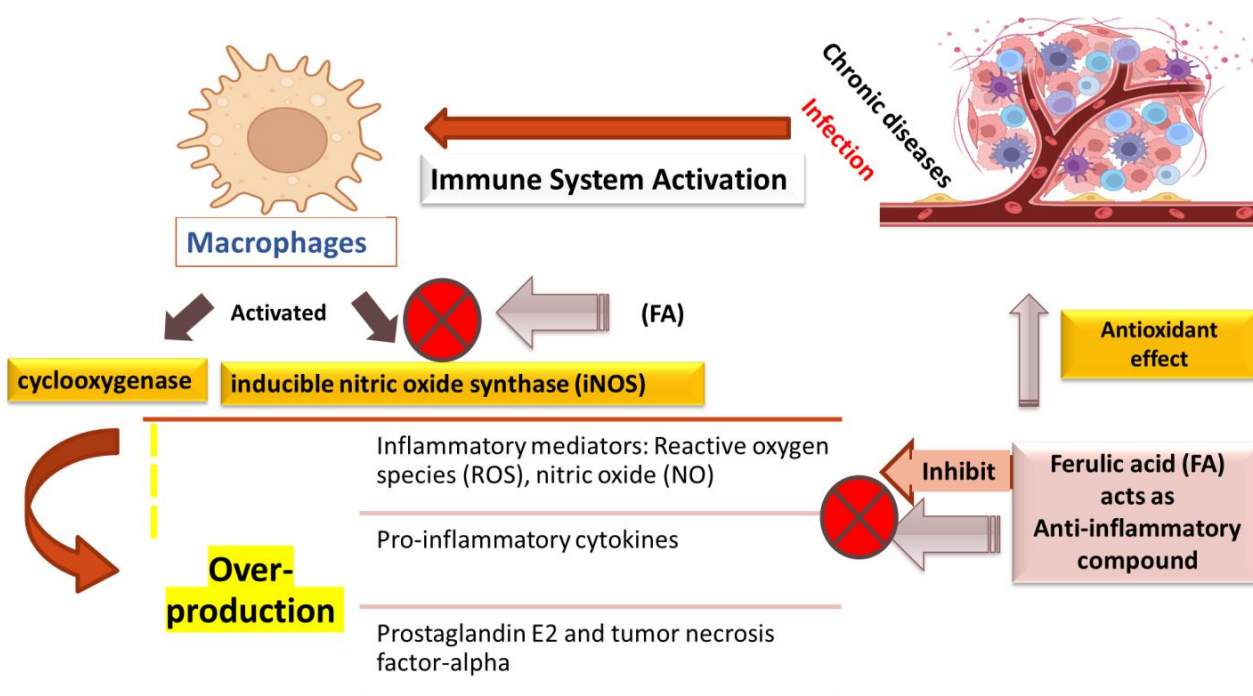 Chronic diseases
Infection
Immune System Activation
Macrophages
Activated
(FA)
Antioxidant
effect
cyclooxygenase
inducible nitric oxide synthase (iNOS)
Inflammatory mediators: Reactive oxygen
species (ROS), nitric oxide (NO)
Inhibit
Ferulic acid (FA)
acts as
Anti-inflammatory
compound
Pro-inflammatory cytokines
Over-
production
Prostaglandin E2 and tumor necrosis
factor-alpha